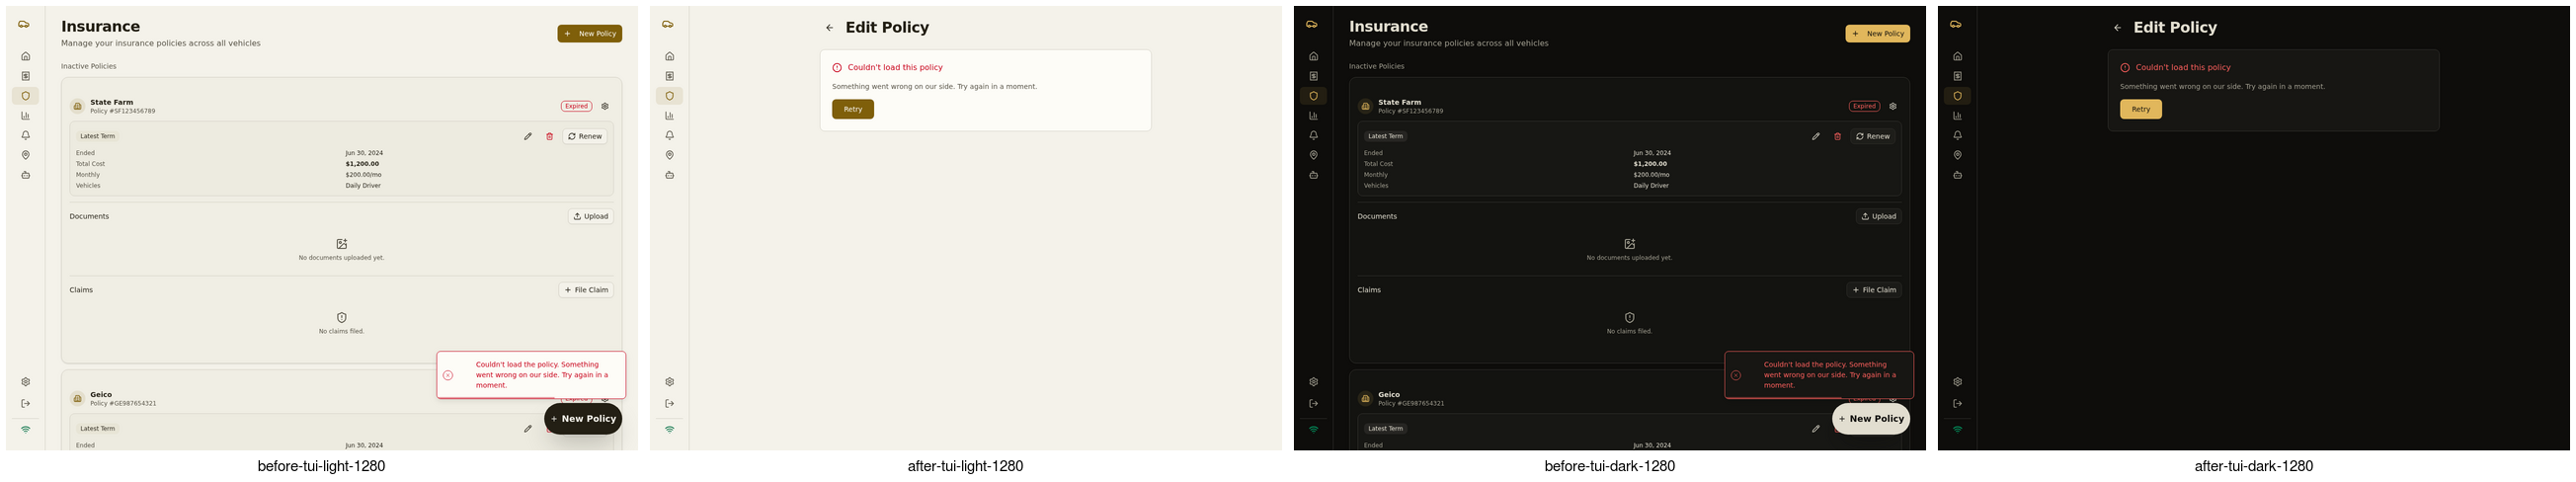 Insurance
Manage your insurance policies across all vehicles
+ New Policy
Inactive Policies
State Farm
Policy #SF123456789
Expired
Latest Term
Renew
Ended Jun 30, 2024
Total Cost $1,200.00
Monthly $200.00/mo
Vehicles Daily Driver
Documents
Upload
No documents uploaded yet.
Claims
+ File Claim
No claims filed.
Couldn't load the policy. Something
went wrong on our side. Try again in a
moment.
Geico
Policy #GE987654321
+ New Policy
Latest Term
Ended Jun 30, 2024
before-tui-light-1280
Edit Policy
Couldn't load this policy
Something went wrong on our side. Try again in a moment.
Retry
after-tui-light-1280
Insurance
Manage your insurance policies across all vehicles
+ New Policy
Inactive Policies
State Farm
Policy #SF123456789
Expired
Latest Term
Renew
Ended Jun 30, 2024
Total Cost $1,200.00
Monthly $200.00/mo
Vehicles Daily Driver
Documents
Upload
No documents uploaded yet.
Claims
+ File Claim
No claims filed.
Couldn't load the policy. Something
went wrong on our side. Try again in a
moment.
Geico
Policy #GE987654321
+ New Policy
Latest Term
Ended Jun 30, 2024
before-tui-dark-1280
Edit Policy
Couldn't load this policy
Something went wrong on our side. Try again in a moment.
Retry
after-tui-dark-1280